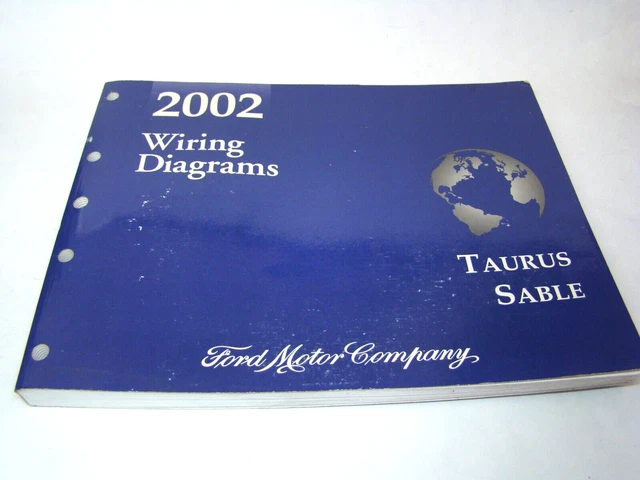 2002
Wiring
Diagrams
TAURUS
SABLE
Ford Motor Company